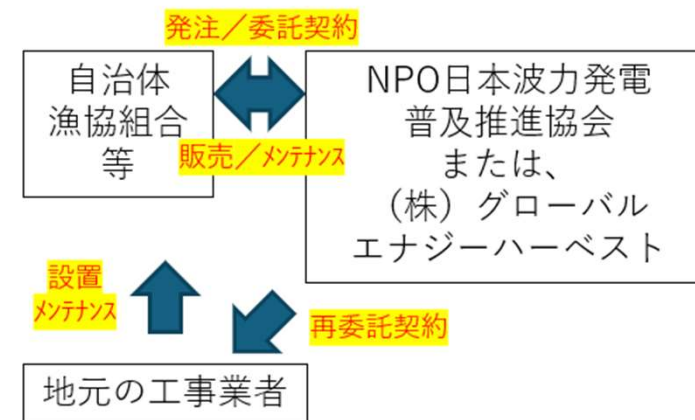 発注／委託契約
自治体
漁協組合
等
NPO日本波力発電
普及推進協会
または、
（株）グローバル
エナジーハーベスト
販売／ﾒﾝﾃﾅﾝｽ
設置
ﾒﾝﾃﾅﾝｽ
再委託契約
地元の工事業者